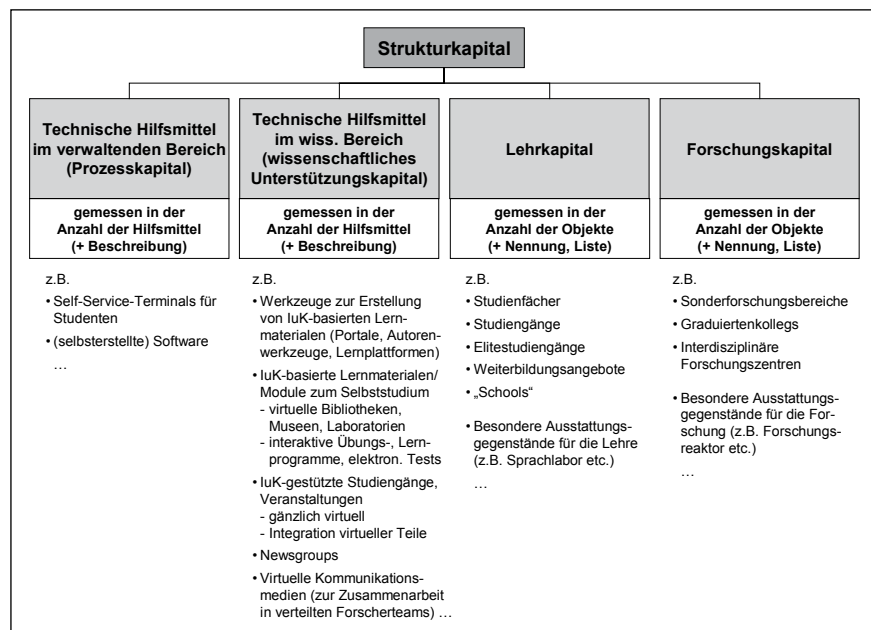 Strukturkapital
Technische Hilfsmittel
im verwaltenden Bereich
(Prozesskapital)
gemessen in der
Anzahl der Hilfsmittel
(+ Beschreibung)
z.B.
• Self-Service-Terminals für
Studenten
• (selbsterstellte) Software
…
Technische Hilfsmittel
im wiss. Bereich
(wissenschaftliches
Unterstützungskapital)
gemessen in der
Anzahl der Hilfsmittel
(+ Beschreibung)
z.B.
• Werkzeuge zur Erstellung
von IuK-basierten Lern-
materialen (Portale, Autoren-
werkzeuge, Lernplattformen)
• IuK-basierte Lernmaterialen/
Module zum Selbststudium
- virtuelle Bibliotheken,
Museen, Laboratorien
- interaktive Übungs-, Lern-
programme, elektron. Tests
• IuK-gestützte Studiengänge,
Veranstaltungen
- gänzlich virtuell
- Integration virtueller Teile
• Newsgroups
• Virtuelle Kommunikations-
medien (zur Zusammenarbeit
in verteilten Forscherteams) …
Lehrkapital
gemessen in der
Anzahl der Objekte
(+ Nennung, Liste)
z.B.
• Studienfächer
• Studiengänge
• Elitestudiengänge
• Weiterbildungsangebote
• „Schools“
• Besondere Ausstattungs-
gegenstände für die Lehre
(z.B. Sprachlabor etc.)
…
Forschungskapital
gemessen in der
Anzahl der Objekte
(+ Nennung, Liste)
z.B.
• Sonderforschungsbereiche
• Graduiertenkollegs
• Interdisziplinäre
Forschungszentren
• Besondere Ausstattungs-
gegenstände für die For-
schung (z.B. Forschungs-
reaktor etc.)
…